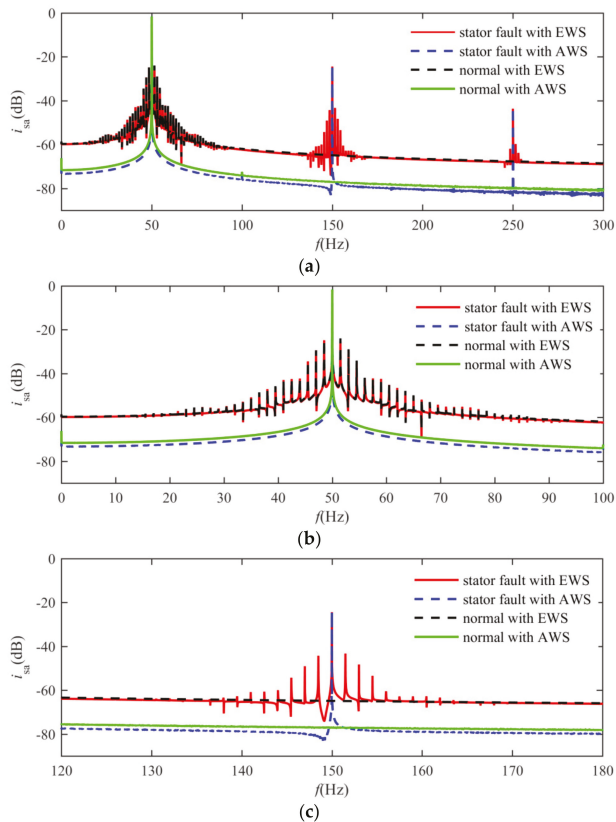 0
-20
-40
-60
-80
i_sa(dB)
stator fault with EWS
stator fault with AWS
normal with EWS
normal with AWS
0 50 100 150 200 250 300
f(Hz)
(a)
0
-20
-40
-60
-80
i_sa(dB)
stator fault with EWS
stator fault with AWS
normal with EWS
normal with AWS
0 10 20 30 40 50 60 70 80 90 100
f(Hz)
(b)
0
-20
-40
-60
-80
i_sa(dB)
stator fault with EWS
stator fault with AWS
normal with EWS
normal with AWS
120 130 140 150 160 170 180
f(Hz)
(c)